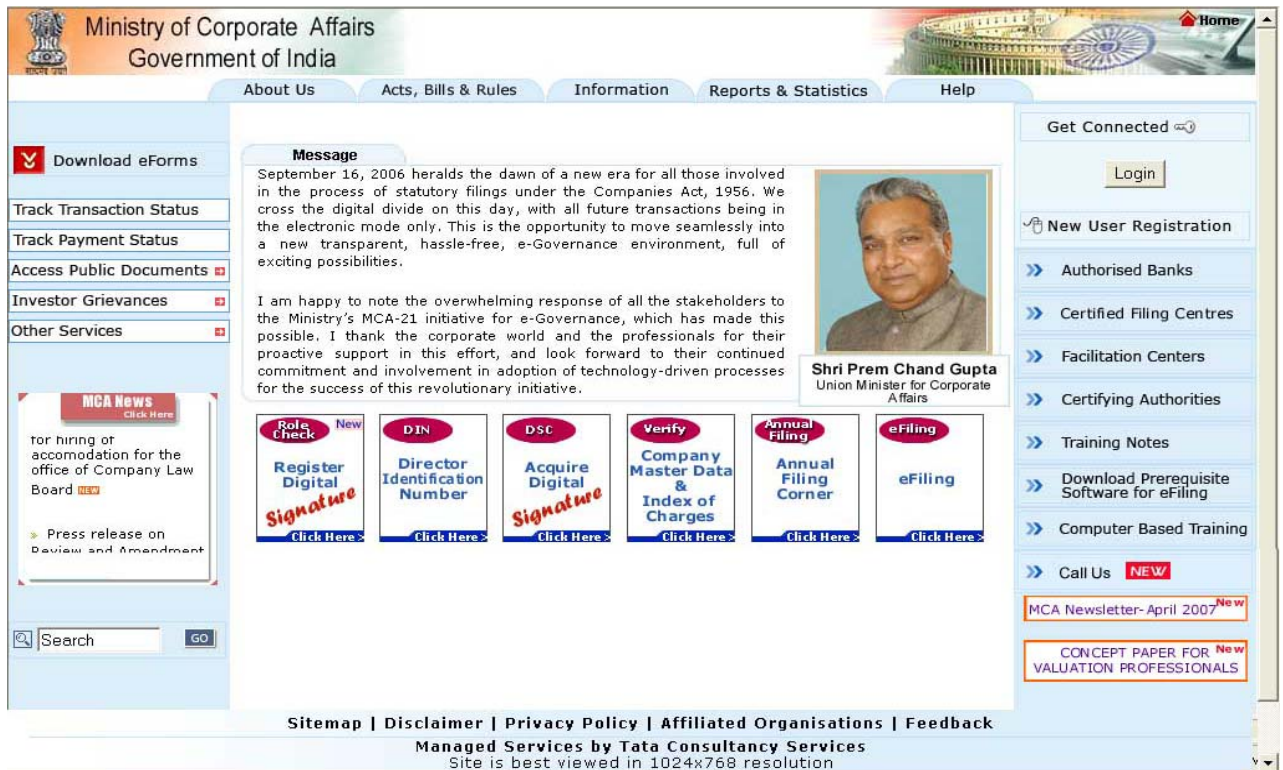 Ministry of Corporate Affairs
Government of India
Home
About Us
Acts, Bills & Rules
Information
Reports & Statistics
Help
Download eForms
Track Transaction Status
Track Payment Status
Access Public Documents
Investor Grievances
Other Services
MCA News
Click Here
for hiring of
accomodation for the
office of Company Law
Board NEW
» Press release on
Review and Amendment
Search
GO
Message
September 16, 2006 heralds the dawn of a new era for all those involved
in the process of statutory filings under the Companies Act, 1956. We
cross the digital divide on this day, with all future transactions being in
the electronic mode only. This is the opportunity to move seamlessly into
a new transparent, hassle-free, e-Governance environment, full of
exciting possibilities.
I am happy to note the overwhelming response of all the stakeholders to
the Ministry's MCA-21 initiative for e-Governance, which has made this
possible. I thank the corporate world and the professionals for their
proactive support in this effort, and look forward to their continued
commitment and involvement in adoption of technology-driven processes
for the success of this revolutionary initiative.
Shri Prem Chand Gupta
Union Minister for Corporate
Affairs
Role
Check
New
Register
Digital
Signature
Click Here >
DIN
Director
Identification
Number
Click Here >
DSC
Acquire
Digital
Signature
Click Here >
Verify
Company
Master Data
&
Index of
Charges
Click Here >
Annual
Filing
Annual
Filing
Corner
Click Here >
eFiling
eFiling
Click Here >
Get Connected
Login
New User Registration
Authorised Banks
Certified Filing Centres
Facilitation Centers
Certifying Authorities
Training Notes
Download Prerequisite
Software for eFiling
Computer Based Training
Call Us NEW
MCA Newsletter-April 2007 New
CONCEPT PAPER FOR New
VALUATION PROFESSIONALS
Sitemap | Disclaimer | Privacy Policy | Affiliated Organisations | Feedback
Managed Services by Tata Consultancy Services
Site is best viewed in 1024x768 resolution